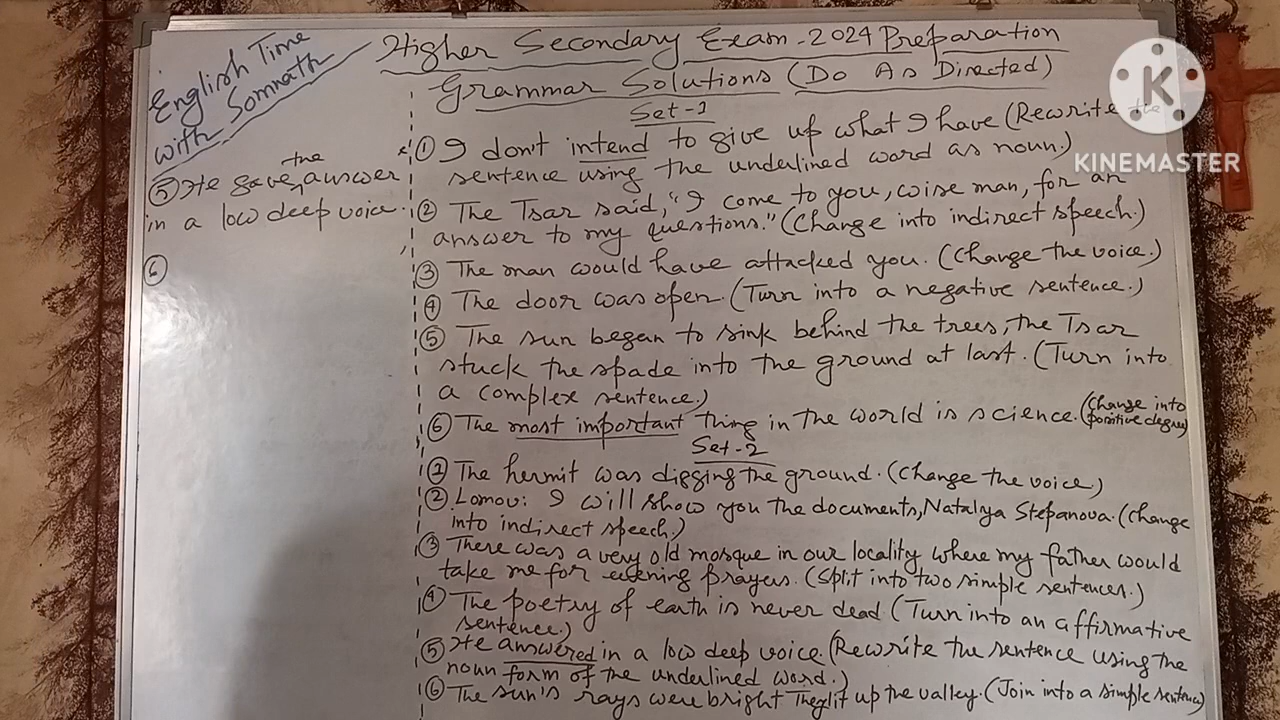 English Time
with Somnath
Higher Secondary Exam-2024 Preparation
Grammar Solutions (Do As Directed)
⑤ He gave the answer
in a low deep voice.
⑥
Set-1
① I don't intend to give up what I have (Rewrite the
sentence using the underlined word as noun.)
② The Tsar said, "I come to you, wise man, for an
answer to my questions." (Change into indirect speech.)
③ The man would have attacked you. (Change the voice.)
④ The door was open. (Turn into a negative sentence.)
⑤ The sun began to sink behind the trees, the Tsar
stuck the spade into the ground at last. (Turn into
a complex sentence.)
⑥ The most important thing in the world is science. (Change into
positive degree)
Set-2
① The hermit was digging the ground. (Change the voice)
② Lomov: I will show you the documents, Natalya Stepanova. (Change
into indirect speech.)
③ There was a very old mosque in our locality where my father would
take me for evening prayers. (Split into two simple sentences.)
④ The poetry of earth is never dead (Turn into an affirmative
sentence)
⑤ He answered in a low deep voice. (Rewrite the sentence using the
noun form of the underlined word.)
⑥ The sun's rays were bright They lit up the valley. (Join into a simple sentence)
K
KINEMASTER